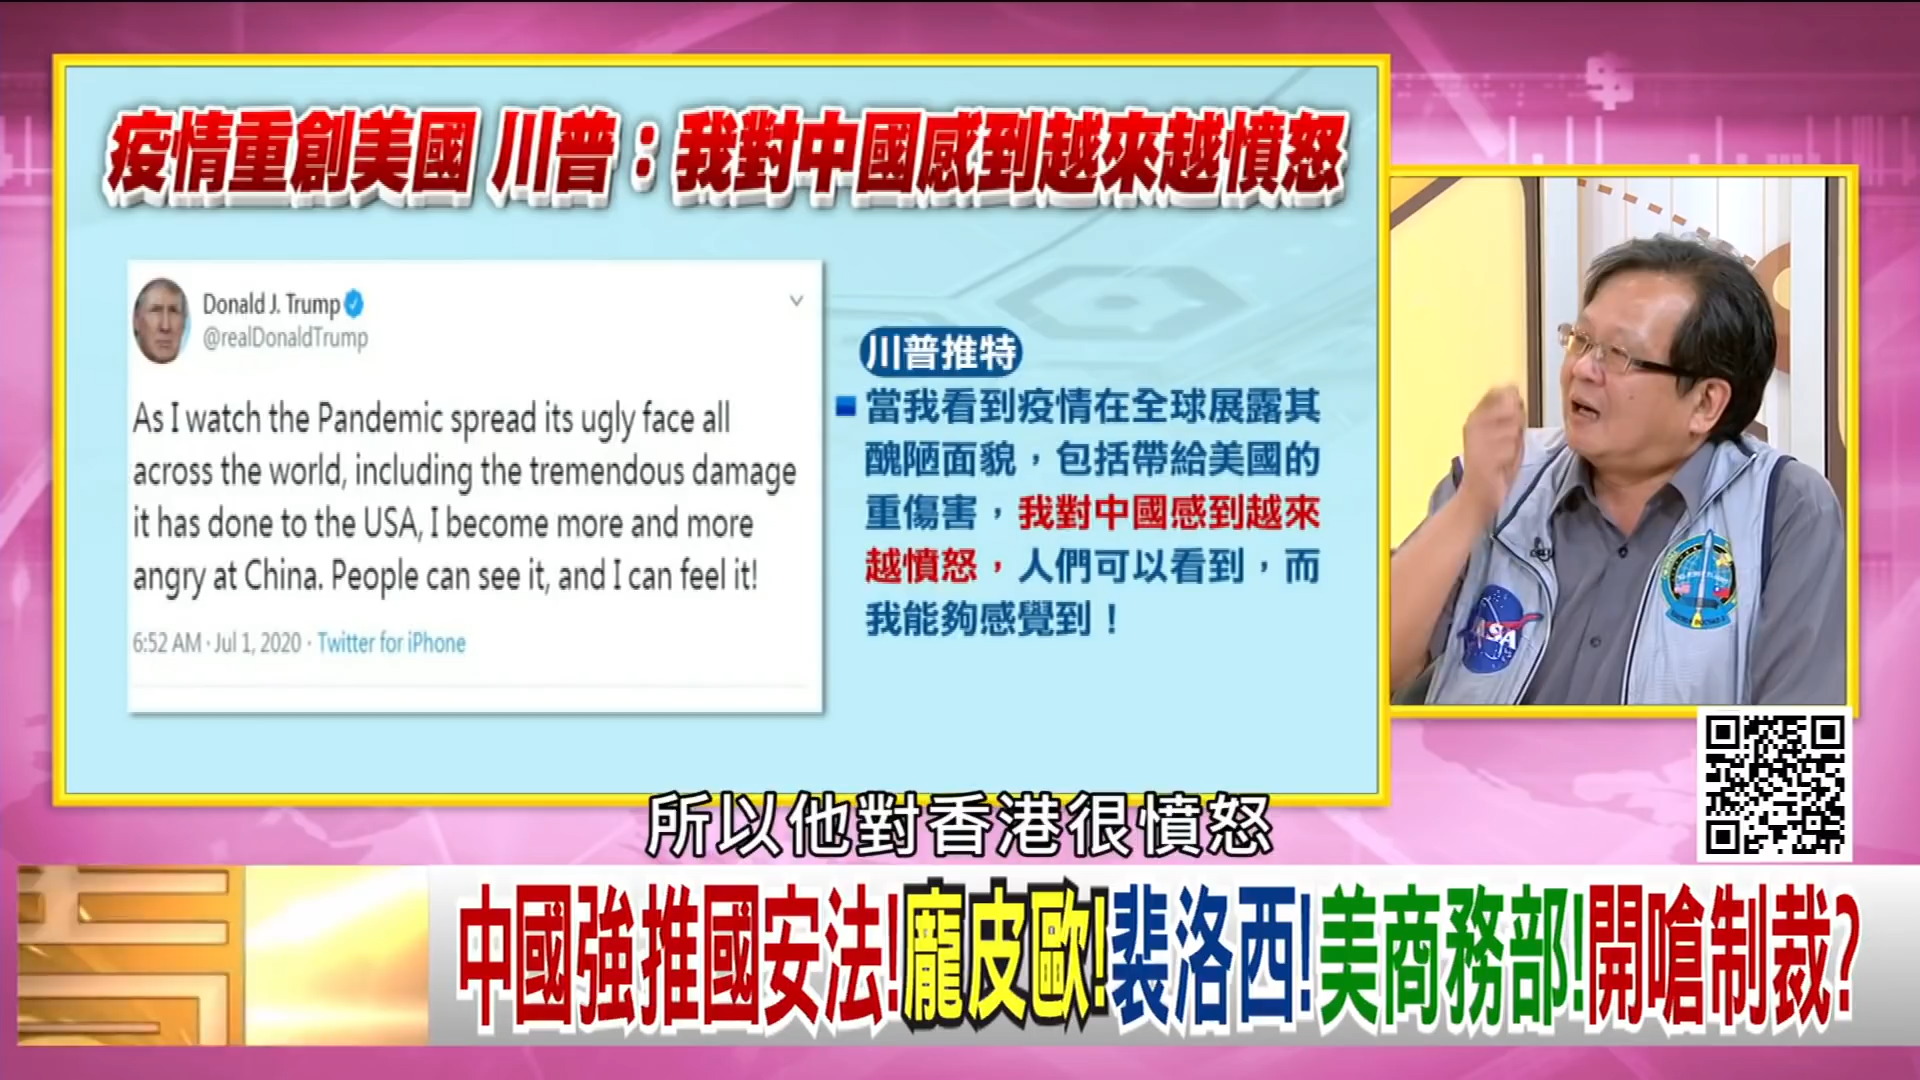 疫情重創美國 川普：我對中國感到越來越憤怒
Donald J. Trump
@realDonaldTrump
As I watch the Pandemic spread its ugly face all
across the world, including the tremendous damage
it has done to the USA, I become more and more
angry at China. People can see it, and I can feel it!
6:52 AM · Jul 1, 2020 · Twitter for iPhone
川普推特
當我看到疫情在全球展露其
醜陋面貌，包括帶給美國的
重傷害，我對中國感到越來
越憤怒，人們可以看到，而
我能夠感覺到！
NASA
所以他對香港很憤怒
中國強推國安法!龐皮歐!裴洛西!美商務部!開嗆制裁?